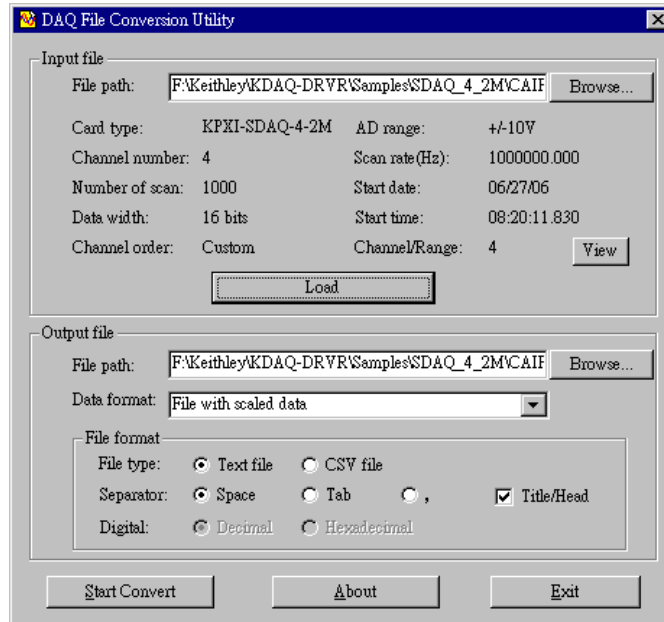 DAQ File Conversion Utility
Input file
File path: F:\Keithley\KDAQ-DRVR\Samples\SDAQ_4_2M\CAIF Browse...
Card type: KPXI-SDAQ-4-2M AD range: +/-10V
Channel number: 4 Scan rate(Hz): 1000000.000
Number of scan: 1000 Start date: 06/27/06
Data width: 16 bits Start time: 08:20:11.830
Channel order: Custom Channel/Range: 4 View
Load
Output file
File path: F:\Keithley\KDAQ-DRVR\Samples\SDAQ_4_2M\CAIF Browse...
Data format: File with scaled data
File format
File type: Text file CSV file
Separator: Space Tab , Title/Head
Digital: Decimal Hexadecimal
Start Convert About Exit